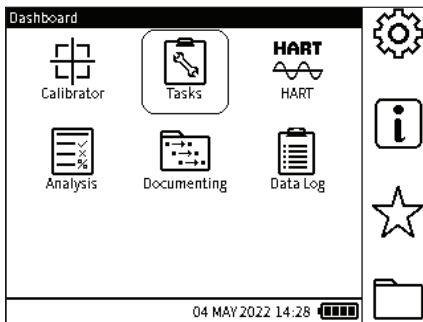 Dashboard
HART
Calibrator Tasks HART
Analysis Documenting Data Log
04 MAY 2022 14:28